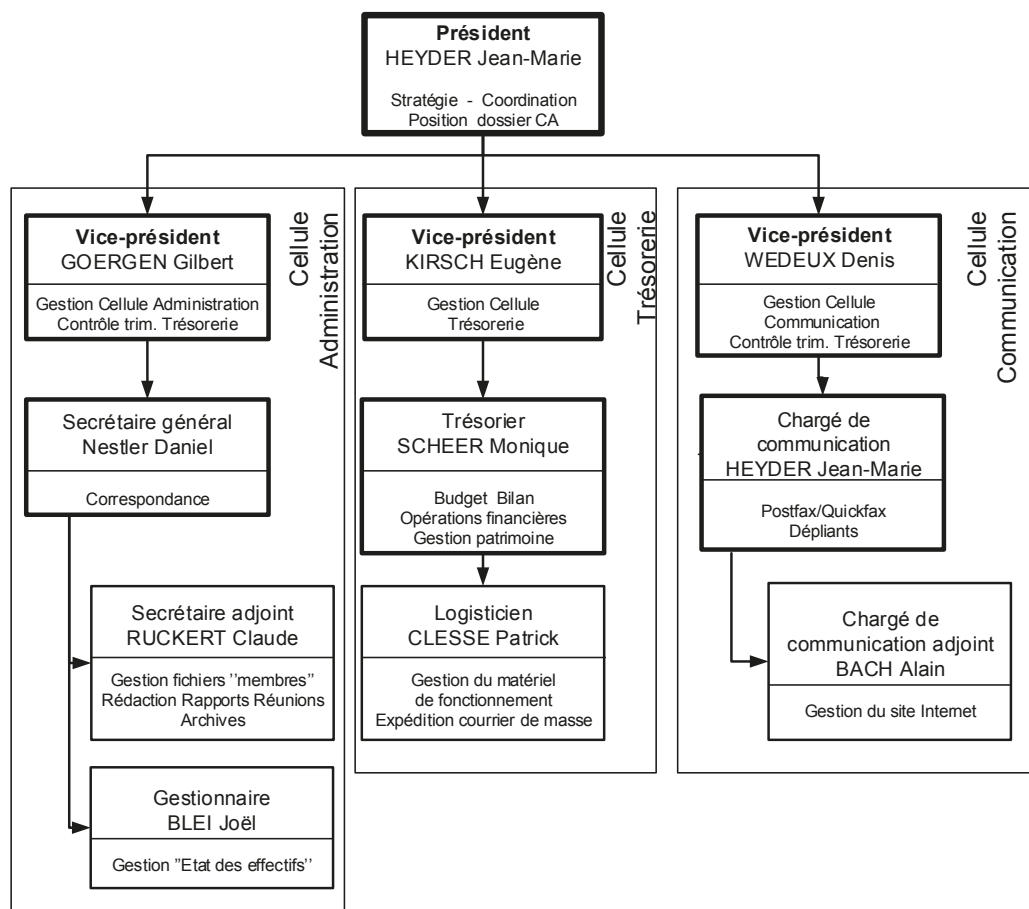 Président
HEYDER Jean-Marie
Stratégie - Coordination
Position dossier CA
Cellule
Administration
Vice-président
GOERGEN Gilbert
Gestion Cellule Administration
Contrôle trim. Trésorerie
Secrétaire général
Nestler Daniel
Correspondance
Secrétaire adjoint
RUCKERT Claude
Gestion fichiers ''membres''
Rédaction Rapports Réunions
Archives
Gestionnaire
BLEI Joël
Gestion ''Etat des effectifs''
Cellule
Trésorerie
Vice-président
KIRSCH Eugène
Gestion Cellule
Trésorerie
Trésorier
SCHEER Monique
Budget Bilan
Opérations financières
Gestion patrimoine
Logisticien
CLESSE Patrick
Gestion du matériel
de fonctionnement
Expédition courrier de masse
Cellule
Communication
Vice-président
WEDEUX Denis
Gestion Cellule
Communication
Contrôle trim. Trésorerie
Chargé de
communication
HEYDER Jean-Marie
Postfax/Quickfax
Dépliants
Chargé de
communication adjoint
BACH Alain
Gestion du site Internet